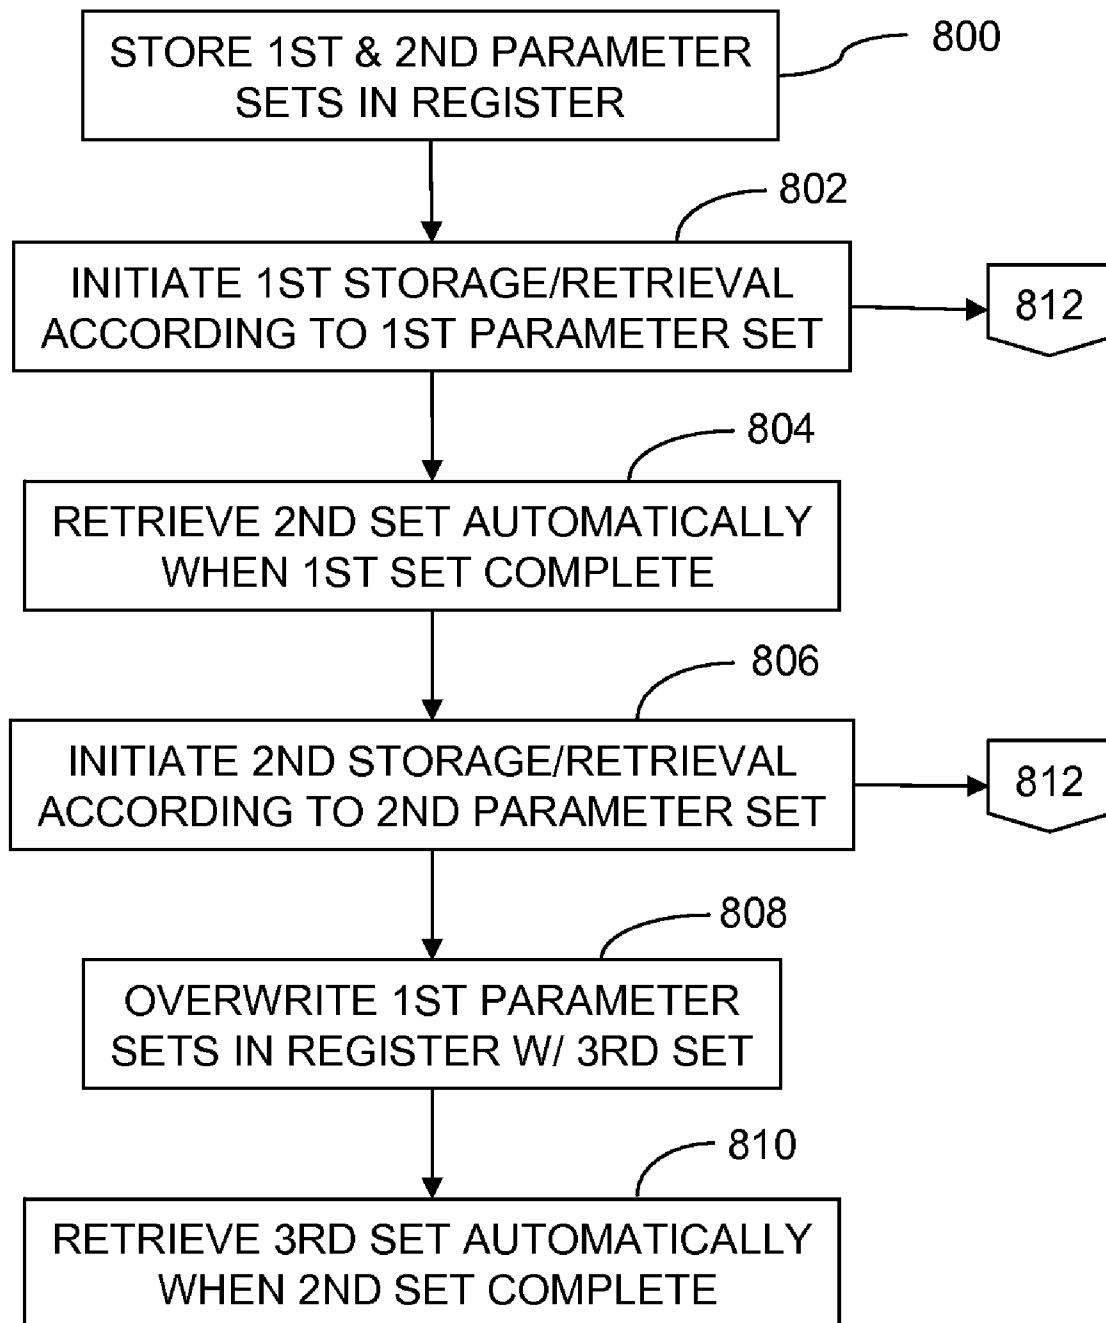 STORE 1ST & 2ND PARAMETER
SETS IN REGISTER
800
802
INITIATE 1ST STORAGE/RETRIEVAL
ACCORDING TO 1ST PARAMETER SET
812
804
RETRIEVE 2ND SET AUTOMATICALLY
WHEN 1ST SET COMPLETE
806
INITIATE 2ND STORAGE/RETRIEVAL
ACCORDING TO 2ND PARAMETER SET
812
808
OVERWRITE 1ST PARAMETER
SETS IN REGISTER W/ 3RD SET
810
RETRIEVE 3RD SET AUTOMATICALLY
WHEN 2ND SET COMPLETE